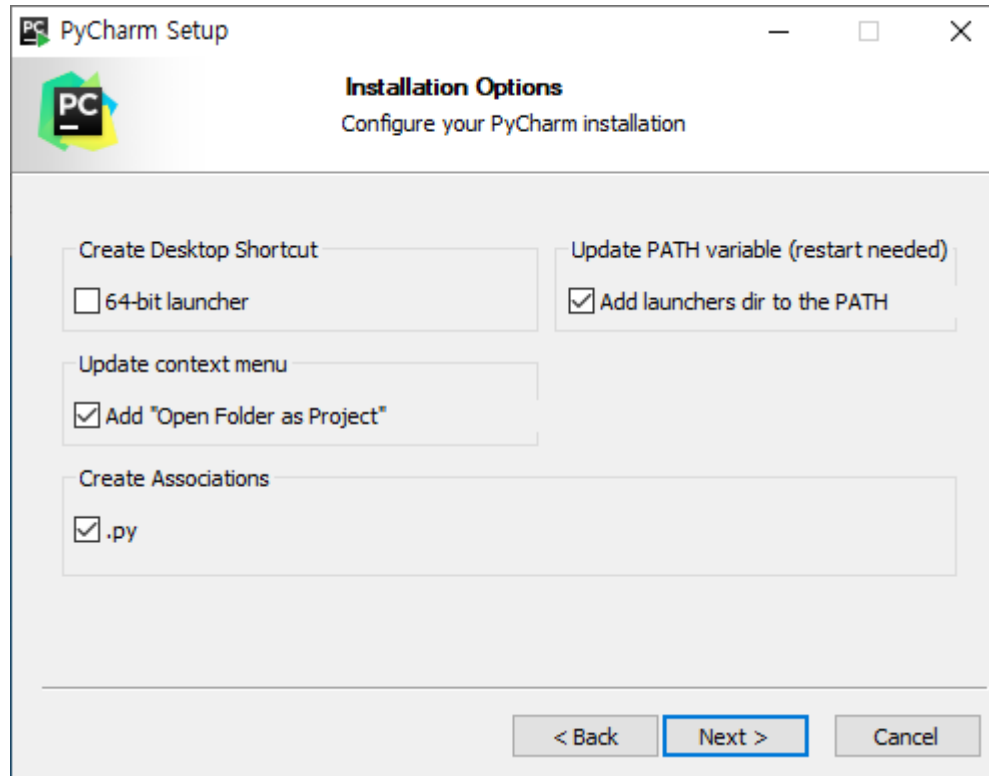 PC PyCharm Setup
PC
Installation Options
Configure your PyCharm installation
Create Desktop Shortcut
64-bit launcher
Update PATH variable (restart needed)
Add launchers dir to the PATH
Update context menu
Add "Open Folder as Project"
Create Associations
.py
< Back
Next >
Cancel